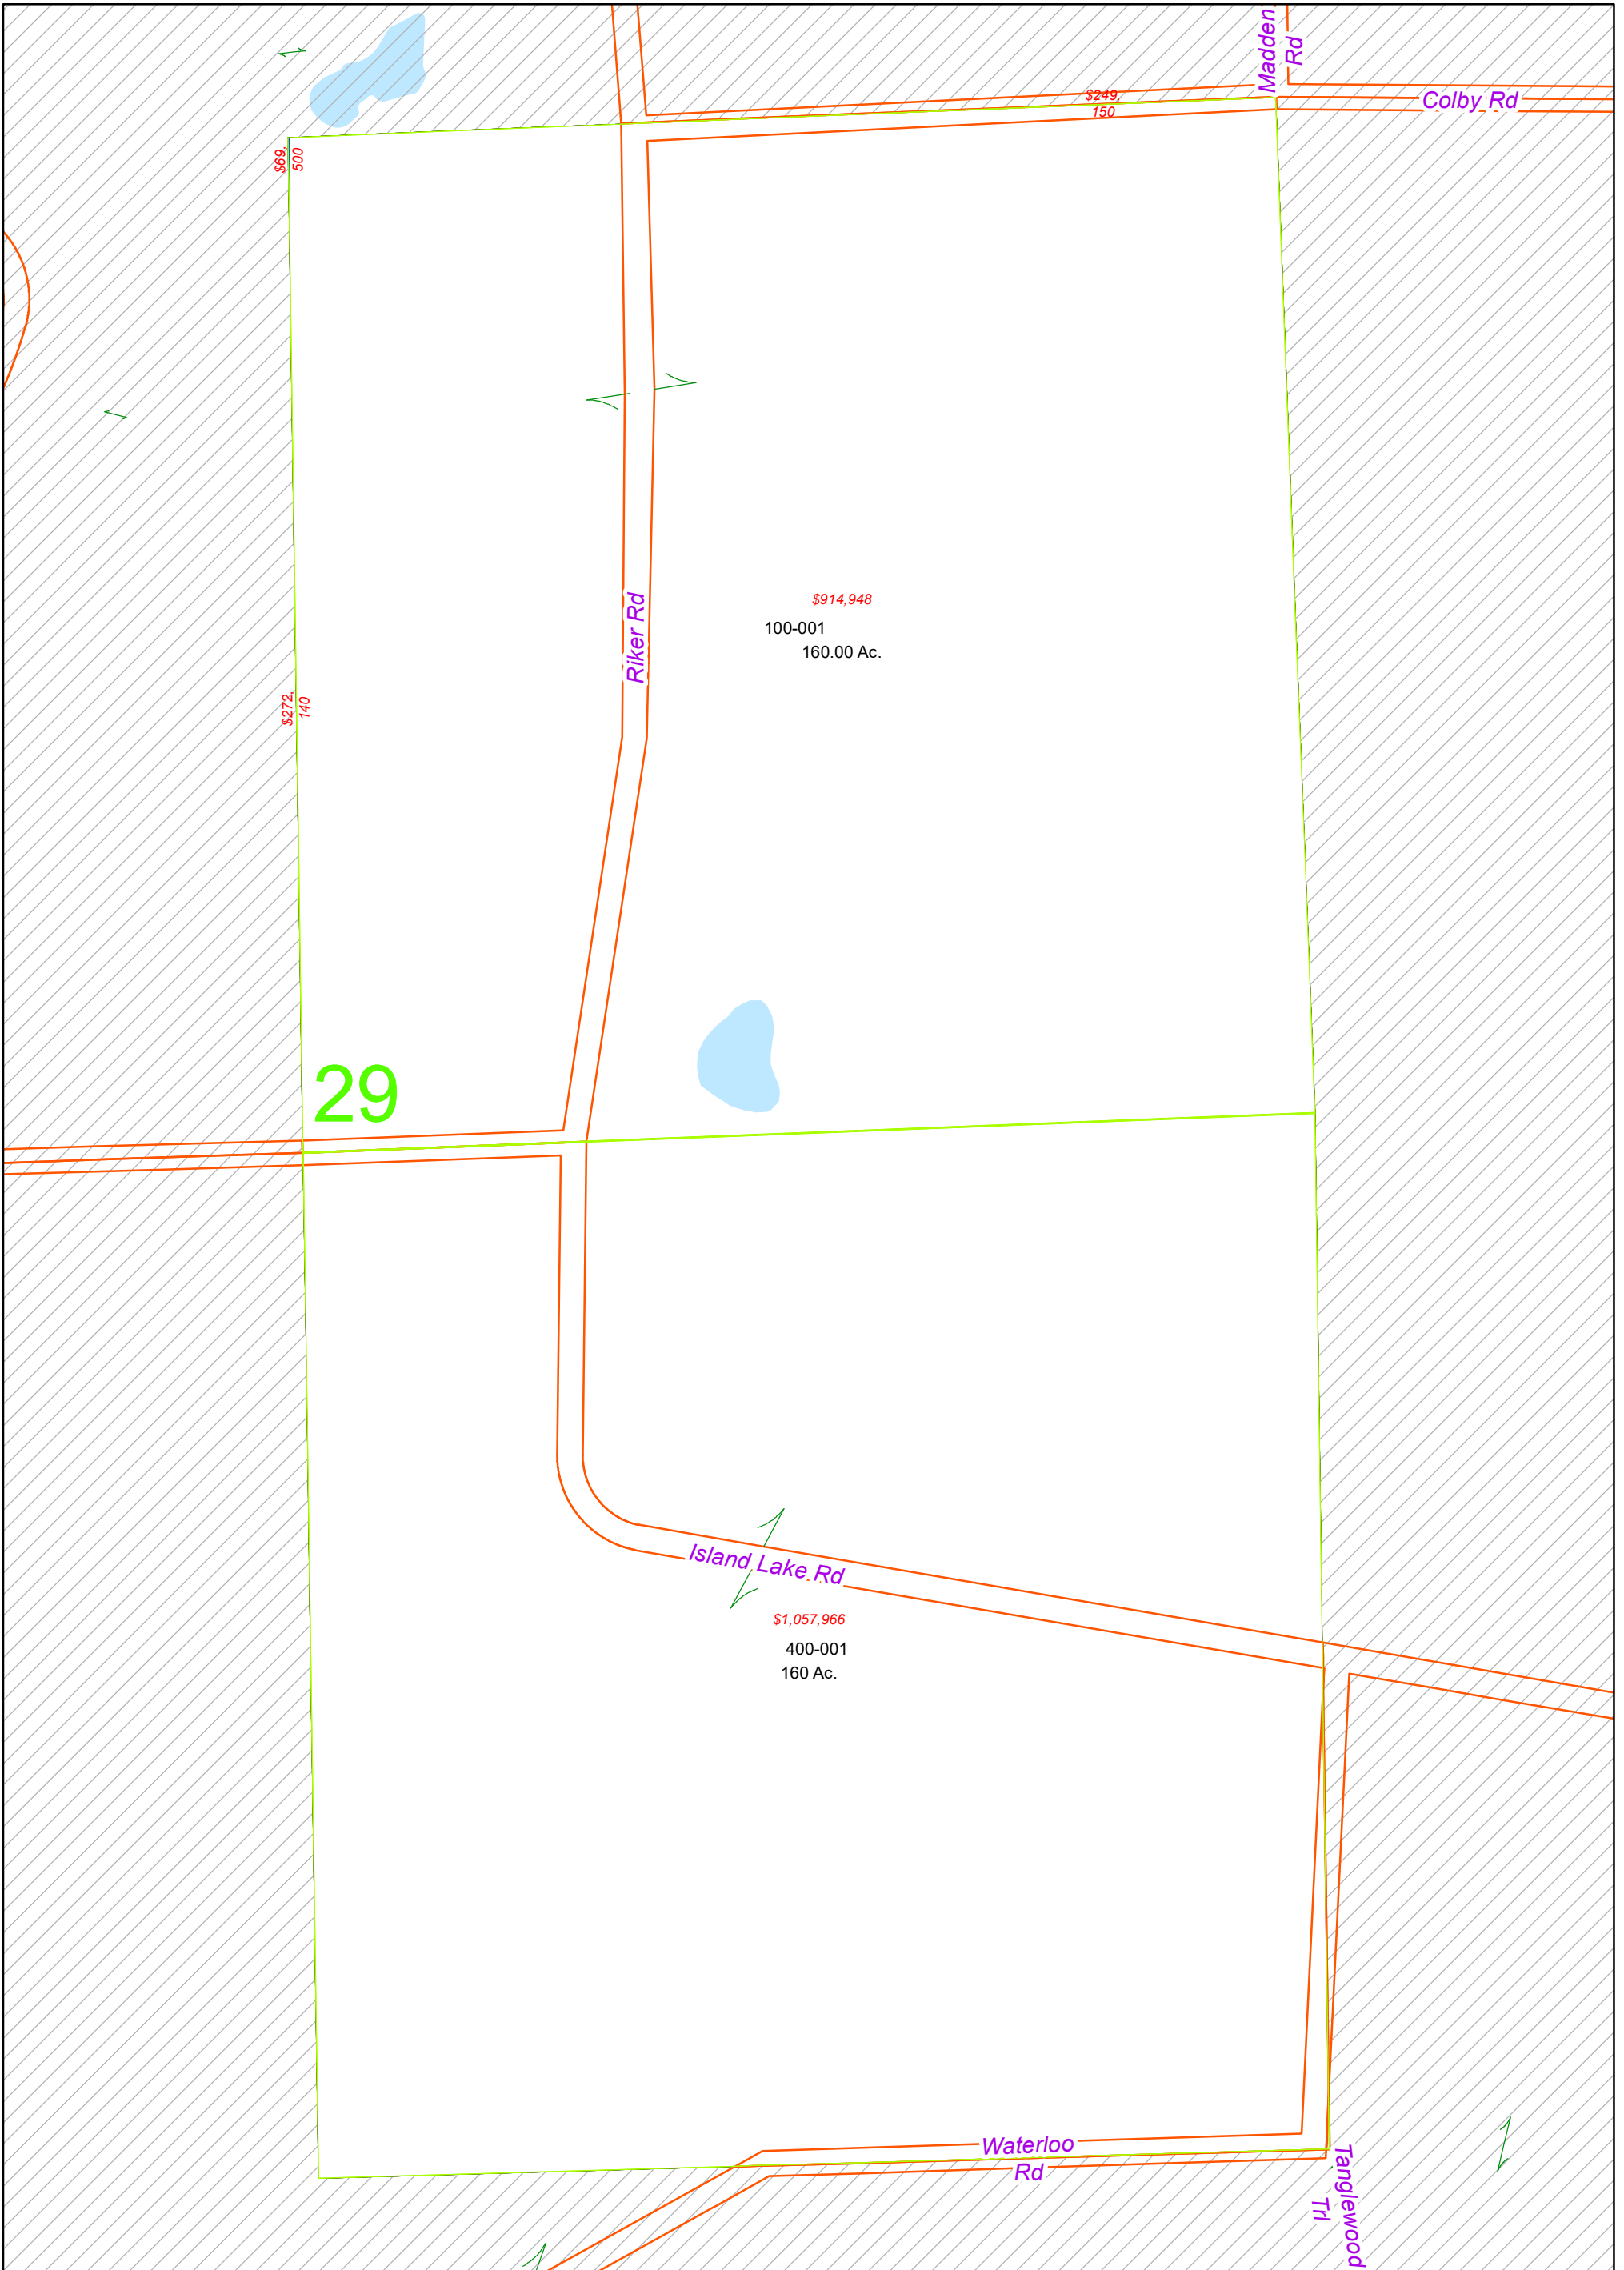 Madden
Rd
$249,
150
Colby Rd
$69,
500
$914,948
100-001
160.00 Ac.
Riker Rd
$272,
140
29
Island Lake Rd
$1,057,966
400-001
160 Ac.
Waterloo
Rd
Tanglewood
Trl